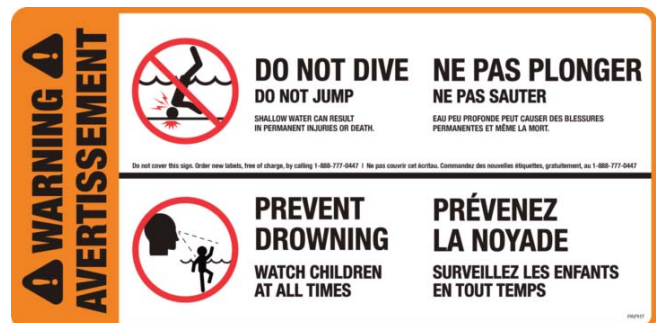 WARNING
AVERTISSEMENT
DO NOT DIVE
DO NOT JUMP
SHALLOW WATER CAN RESULT
IN PERMANENT INJURIES OR DEATH.
NE PAS PLONGER
NE PAS SAUTER
EAU PEU PROFONDE PEUT CAUSER DES BLESSURES
PERMANENTES ET MÊME LA MORT.
Do not cover this sign. Order new labels, free of charge, by calling 1-888-777-0447 | Ne pas couvrir cet écritau. Commandez des nouvelles étiquettes, gratuitement, au 1-888-777-0447
PREVENT
DROWNING
WATCH CHILDREN
AT ALL TIMES
PRÉVENEZ
LA NOYADE
SURVEILLEZ LES ENFANTS
EN TOUT TEMPS